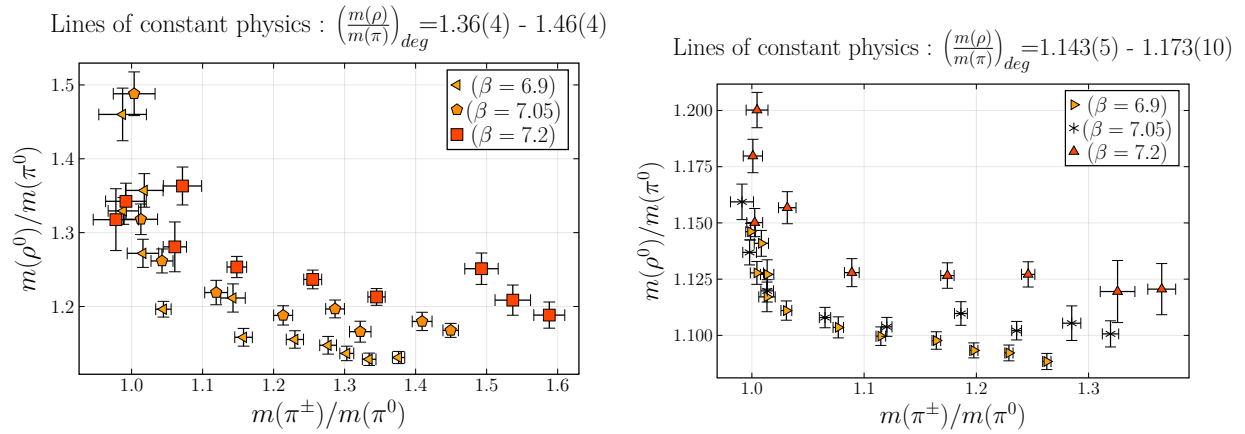 Lines of constant physics : (m(ρ)/m(π))deg=1.36(4) - 1.46(4)
m(ρ⁰)/m(π⁰)
1.5
1.4
1.3
1.2
(β = 6.9)
(β = 7.05)
(β = 7.2)
1.0 1.1 1.2 1.3 1.4 1.5 1.6
m(π±)/m(π⁰)
Lines of constant physics : (m(ρ)/m(π))deg=1.143(5) - 1.173(10)
m(ρ⁰)/m(π⁰)
1.200
1.175
1.150
1.125
1.100
(β = 6.9)
(β = 7.05)
(β = 7.2)
1.0 1.1 1.2 1.3
m(π±)/m(π⁰)